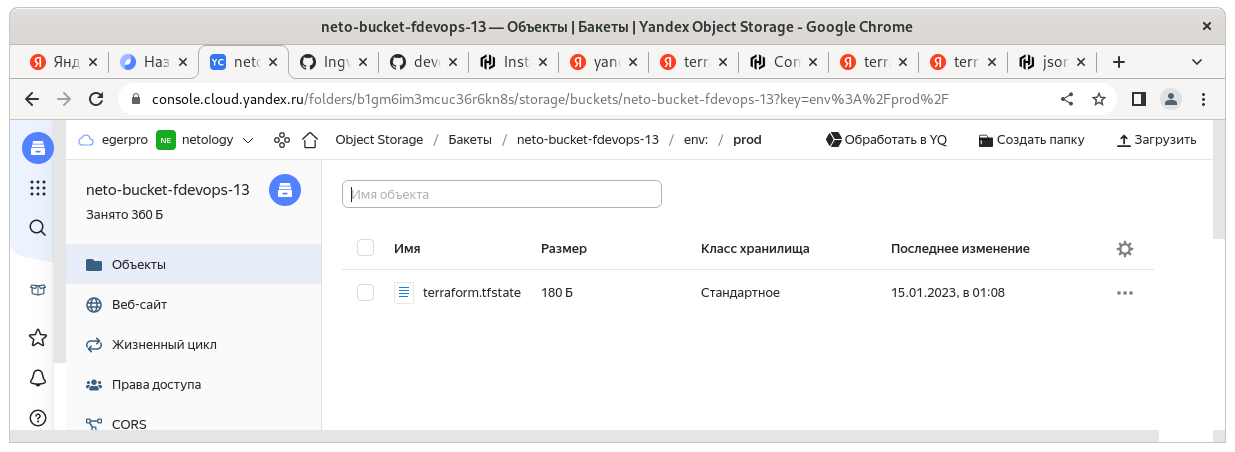 neto-bucket-fdevops-13 — Объекты | Бакеты | Yandex Object Storage - Google Chrome
Янд Наз YC netc Ingv dev Inst yan terra Con terra terr json
console.cloud.yandex.ru/folders/b1gm6im3mcuc36r6kn8s/storage/buckets/neto-bucket-fdevops-13?key=env%3A%2Fprod%2F
egerpro NE netology Object Storage / Бакеты / neto-bucket-fdevops-13 / env: / prod Обработать в YQ Создать папку Загрузить
neto-bucket-fdevops-13
Занято 360 Б
Объекты
Веб-сайт
Жизненный цикл
Права доступа
CORS
Имя объекта
Имя Размер Класс хранилища Последнее изменение
terraform.tfstate 180 Б Стандартное 15.01.2023, в 01:08